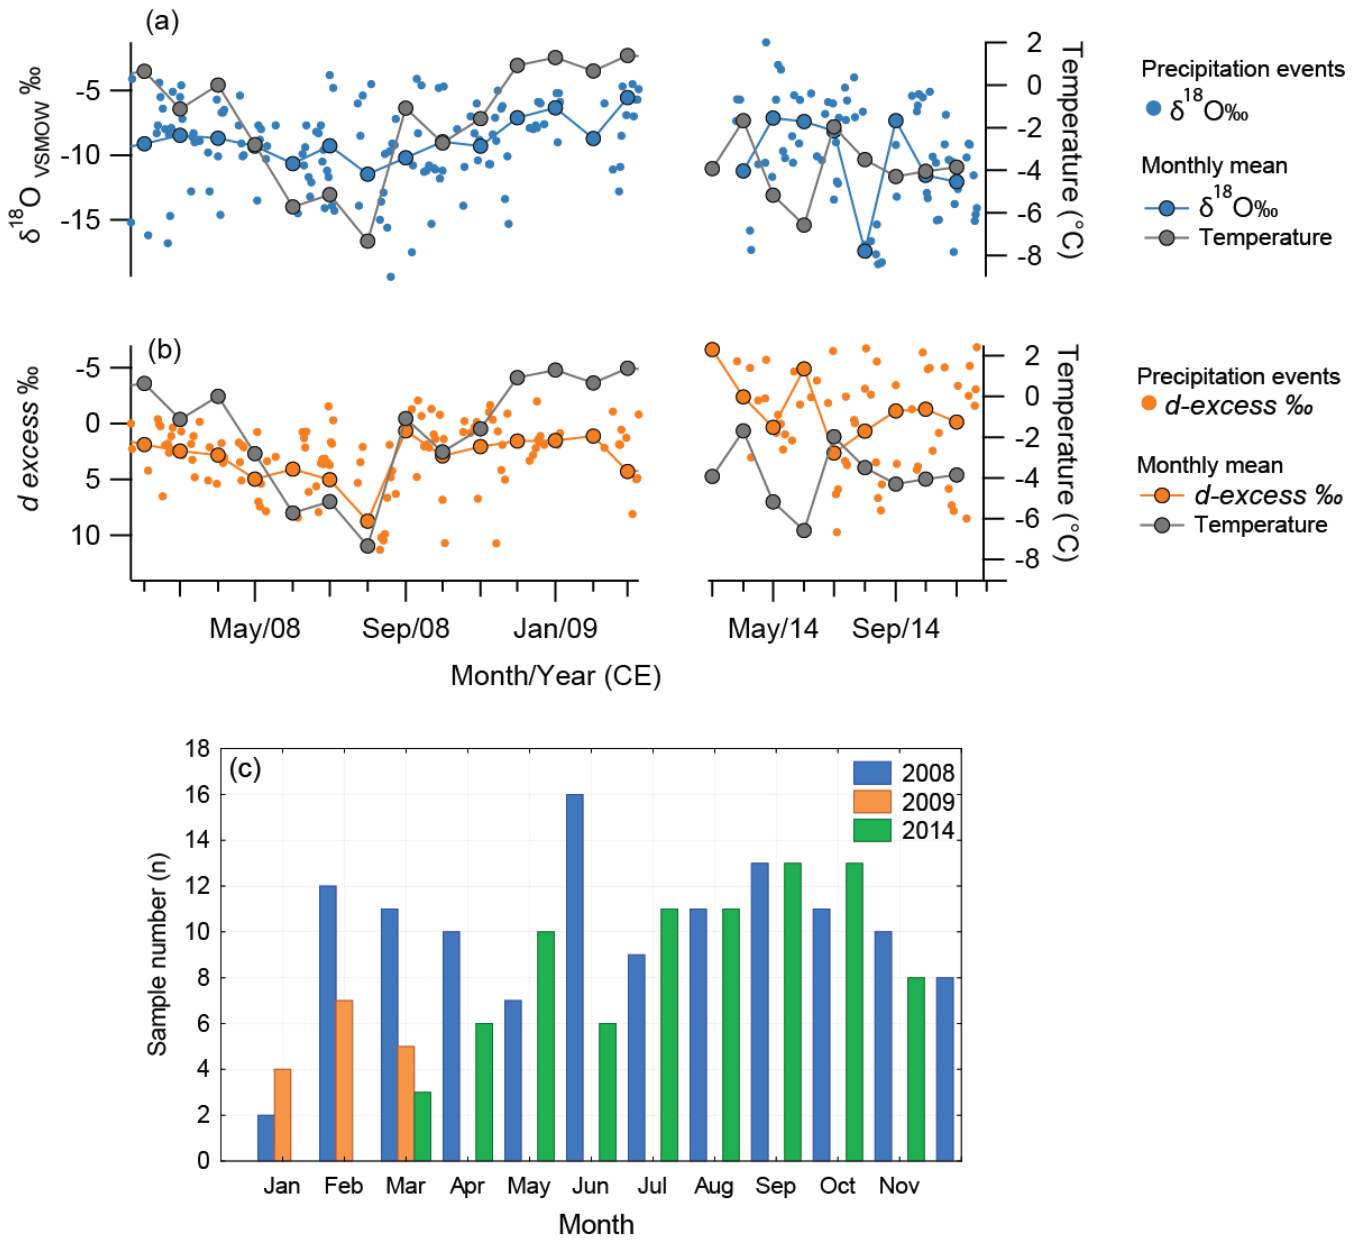 (a)
δ18O VSMOW ‰
-5
-10
-15
2
0
-2
-4
-6
-8
Temperature (°C)
Precipitation events
δ18O‰
Monthly mean
δ18O‰
Temperature
(b)
d excess ‰
-5
0
5
10
2
0
-2
-4
-6
-8
Temperature (°C)
Precipitation events
d-excess ‰
Monthly mean
d-excess ‰
Temperature
May/08 Sep/08 Jan/09 May/14 Sep/14
Month/Year (CE)
(c)
Sample number (n)
18
16
14
12
10
8
6
4
2
0
2008
2009
2014
Jan Feb Mar Apr May Jun Jul Aug Sep Oct Nov
Month